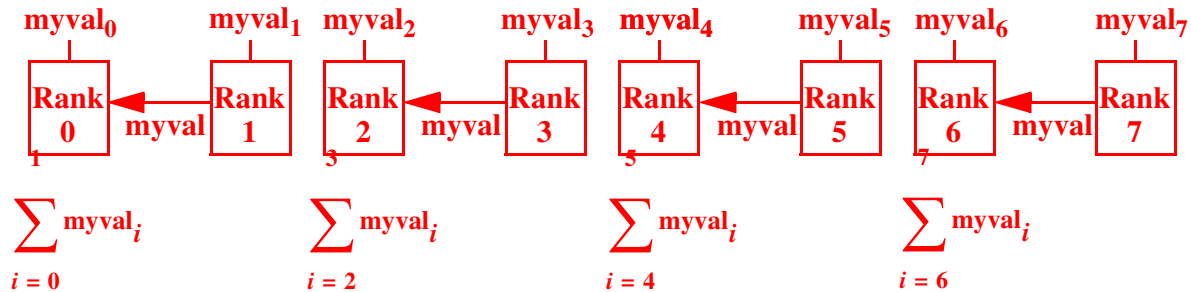 myval₀ myval₁ myval₂ myval₃ myval₄ myval₅ myval₆ myval₇
Rank Rank Rank Rank Rank Rank Rank Rank
myval myval myval myval
0 1 2 3 4 5 6 7
1 3 5 7
∑ myvalᵢ ∑ myvalᵢ ∑ myvalᵢ ∑ myvalᵢ
i = 0 i = 2 i = 4 i = 6